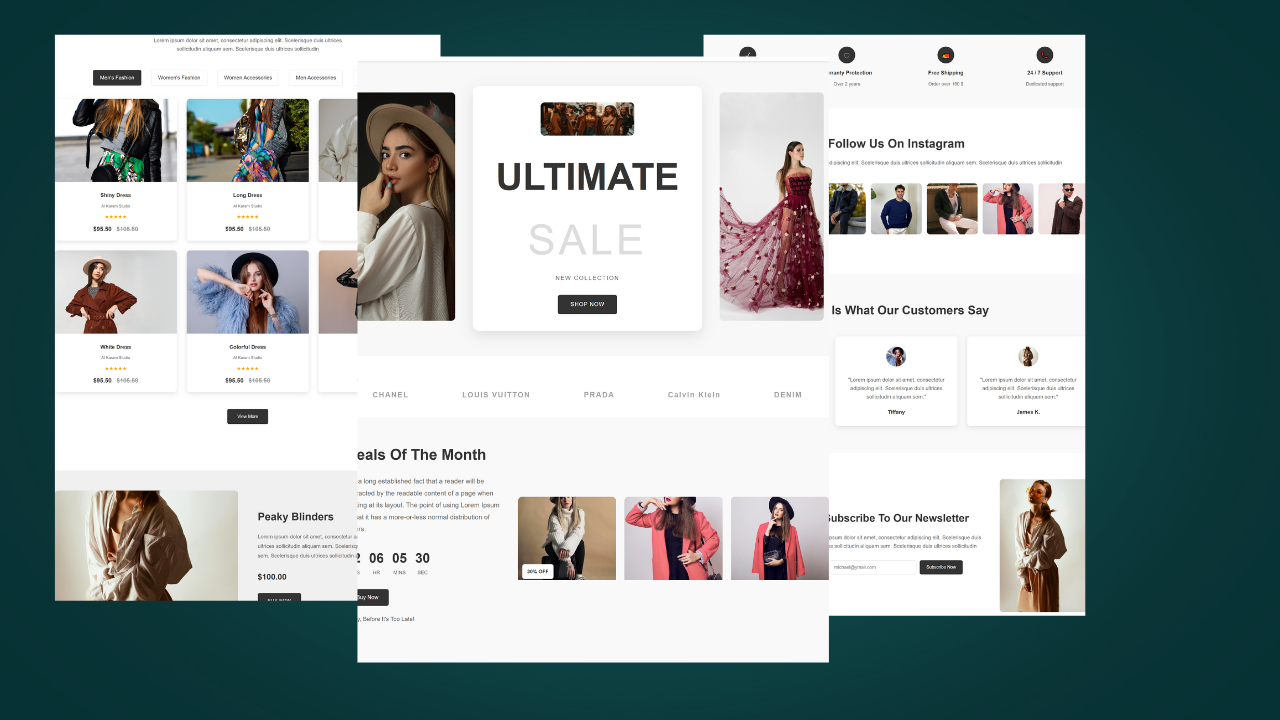 Lorem ipsum dolor sit amet, consectetur adipiscing elit. Scelerisque duis ultrices
sollicitudin aliquam sem. Scelerisque duis ultrices sollicitudin
Men's Fashion
Women's Fashion
Women Accessories
Men Accessories
Shiny Dress
Al Karam Studio
★★★★★
$95.50 $105.50
Long Dress
Al Karam Studio
★★★★★
$95.50 $105.50
White Dress
Al Karam Studio
★★★★★
$95.50 $105.50
Colorful Dress
Al Karam Studio
★★★★★
$95.50 $105.50
View More
Peaky Blinders
Lorem ipsum dolor sit amet, consectetur
ultrices sollicitudin aliquam sem.
sem. Scelerisque duis ultrices sollicitudin
$100.00
BUY NOW
ULTIMATE
SALE
NEW COLLECTION
SHOP NOW
CHANEL
LOUIS VUITTON
PRADA
Calvin Klein
DENIM
eals Of The Month
a long established fact that a reader will be
racted by the readable content of a page when
ing at its layout. The point of using Lorem Ipsum
at it has a more-or-less normal distribution of
rs.
06 05 30
HR MINS SEC
Buy Now
y, Before It's Too Late!
30% OFF
rranty Protection
Over 2 years
Free Shipping
24 / 7 Support
Dedicated support
Follow Us On Instagram
dipiscing elit. Scelerisque duis ultrices sollicitudin aliquam sem. Scelerisque duis ultrices sollicitudin
Is What Our Customers Say
"Lorem ipsum dolor sit amet, consectetur
adipiscing elit. Scelerisque duis ultrices
sollicitudin aliquam sem."
Tiffany
"Lorem ipsum dolor sit amet, consectetur
adipiscing elit. Scelerisque duis ultrices
sollicitudin aliquam sem."
James K.
Subscribe To Our Newsletter
ipsum dolor sit amet, consectetur adipiscing elit. Scelerisque duis
es sollicitudin aliquam sem. Scelerisque duis ultrices sollicitudin
michael@ymail.com
Subscribe Now